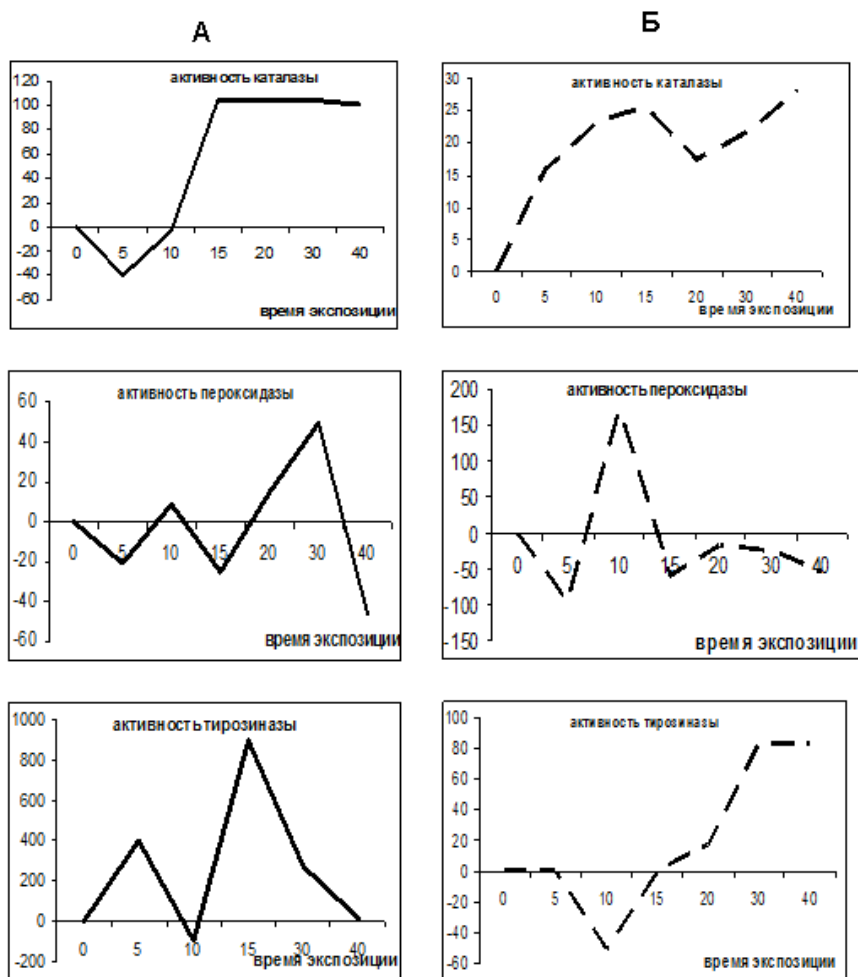 А
Б
активность каталазы
120
100
80
60
40
20
0
-20
-40
-60
0 5 10 15 20 30 40
время экспозиции
активность каталазы
30
25
20
15
10
5
0
0 5 10 15 20 30 40
время экспозиции
активность пероксидазы
60
40
20
0
-20
-40
-60
0 5 10 15 20 30 40
время экспозиции
активность пероксидазы
200
150
100
50
0
-50
-100
-150
0 5 10 15 20 30 40
время экспозиции
активность тирозиназы
1000
800
600
400
200
0
-200
0 5 10 15 30 40
время экспозиции
активность тирозиназы
100
80
60
40
20
0
-20
-40
-60
0 5 10 15 20 30 40
время экспозиции